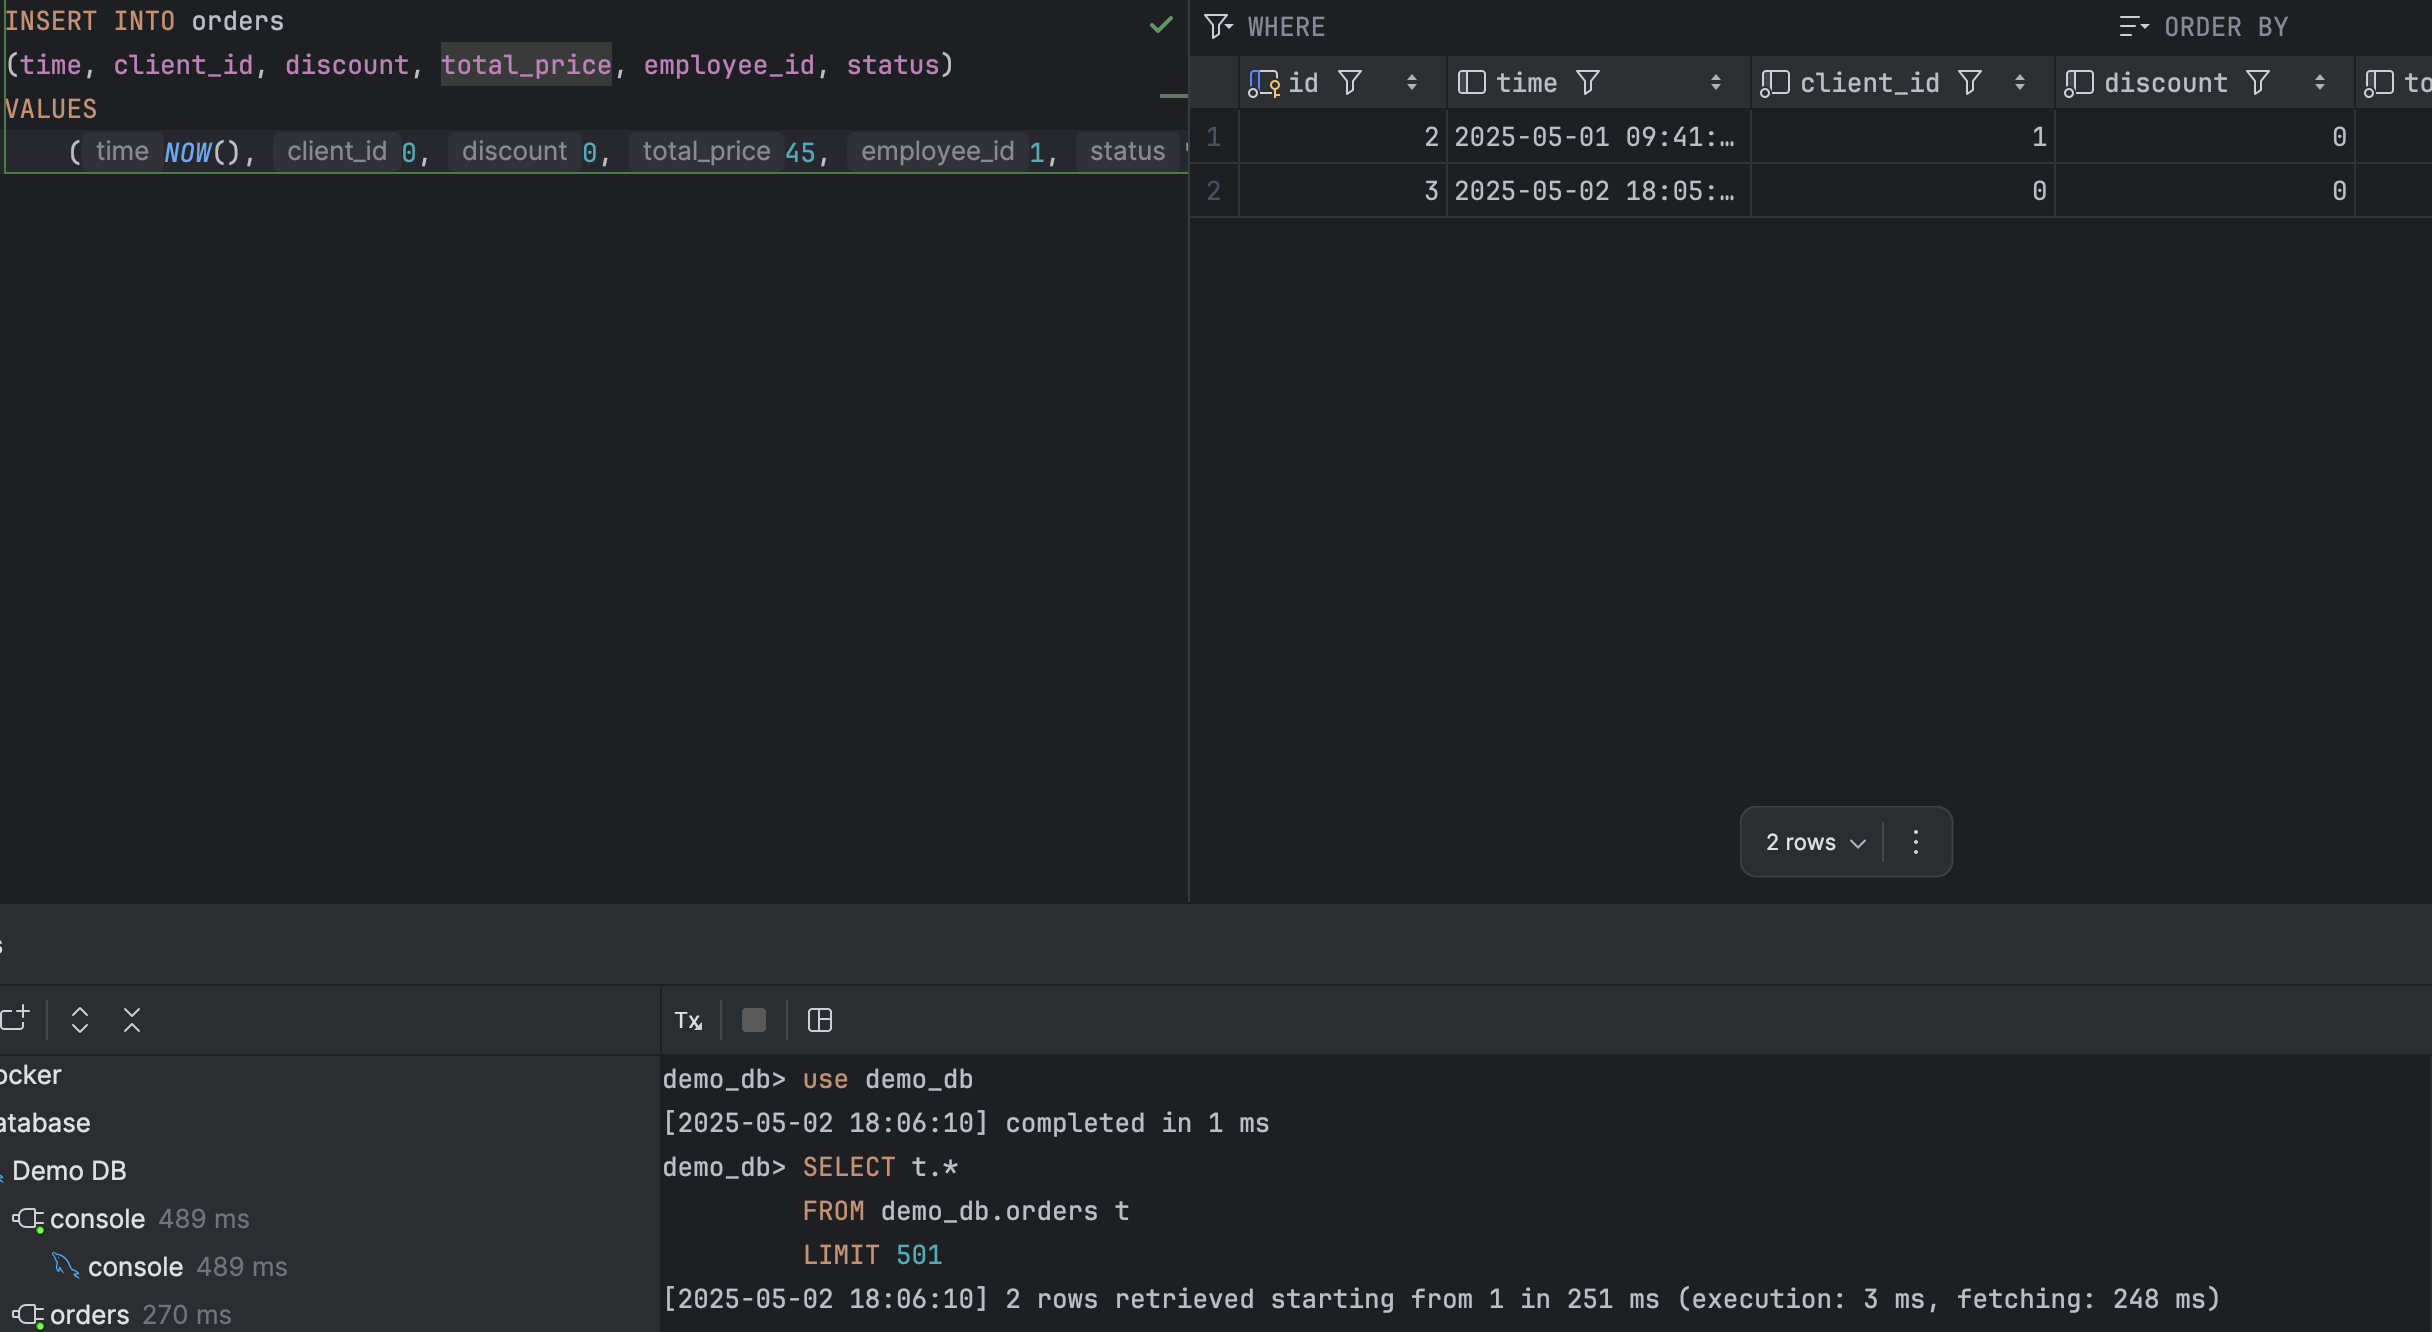 INSERT INTO orders
(time, client_id, discount, total_price, employee_id, status)
VALUES
( time NOW(), client_id 0, discount 0, total_price 45, employee_id 1, status
WHERE
ORDER BY
id time client_id discount to
1 2 2025-05-01 09:41:… 1 0
2 3 2025-05-02 18:05:… 0 0
2 rows
s
Tx
ocker
atabase
Demo DB
console 489 ms
console 489 ms
orders 270 ms
demo_db> use demo_db
[2025-05-02 18:06:10] completed in 1 ms
demo_db> SELECT t.*
FROM demo_db.orders t
LIMIT 501
[2025-05-02 18:06:10] 2 rows retrieved starting from 1 in 251 ms (execution: 3 ms, fetching: 248 ms)